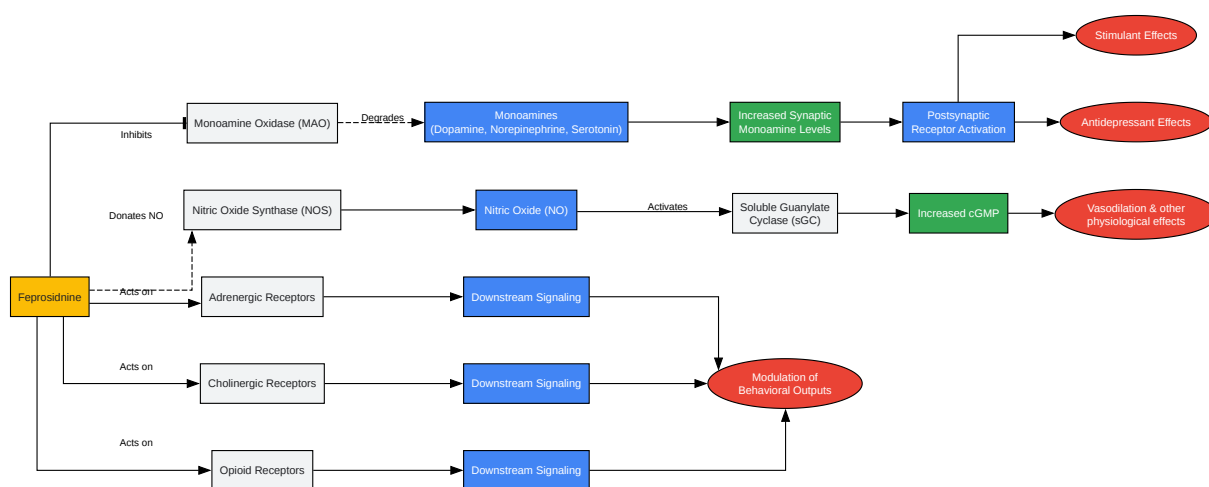 Stimulant Effects
Inhibits
Monoamine Oxidase (MAO)
Degrades
Monoamines
(Dopamine, Norepinephrine, Serotonin)
Increased Synaptic
Monoamine Levels
Postsynaptic
Receptor Activation
Antidepressant Effects
Donates NO
Nitric Oxide Synthase (NOS)
Nitric Oxide (NO)
Activates
Soluble Guanylate
Cyclase (sGC)
Increased cGMP
Vasodilation & other
physiological effects
Feprosidnine
Acts on
Adrenergic Receptors
Downstream Signaling
Acts on
Cholinergic Receptors
Downstream Signaling
Modulation of
Behavioral Outputs
Acts on
Opioid Receptors
Downstream Signaling